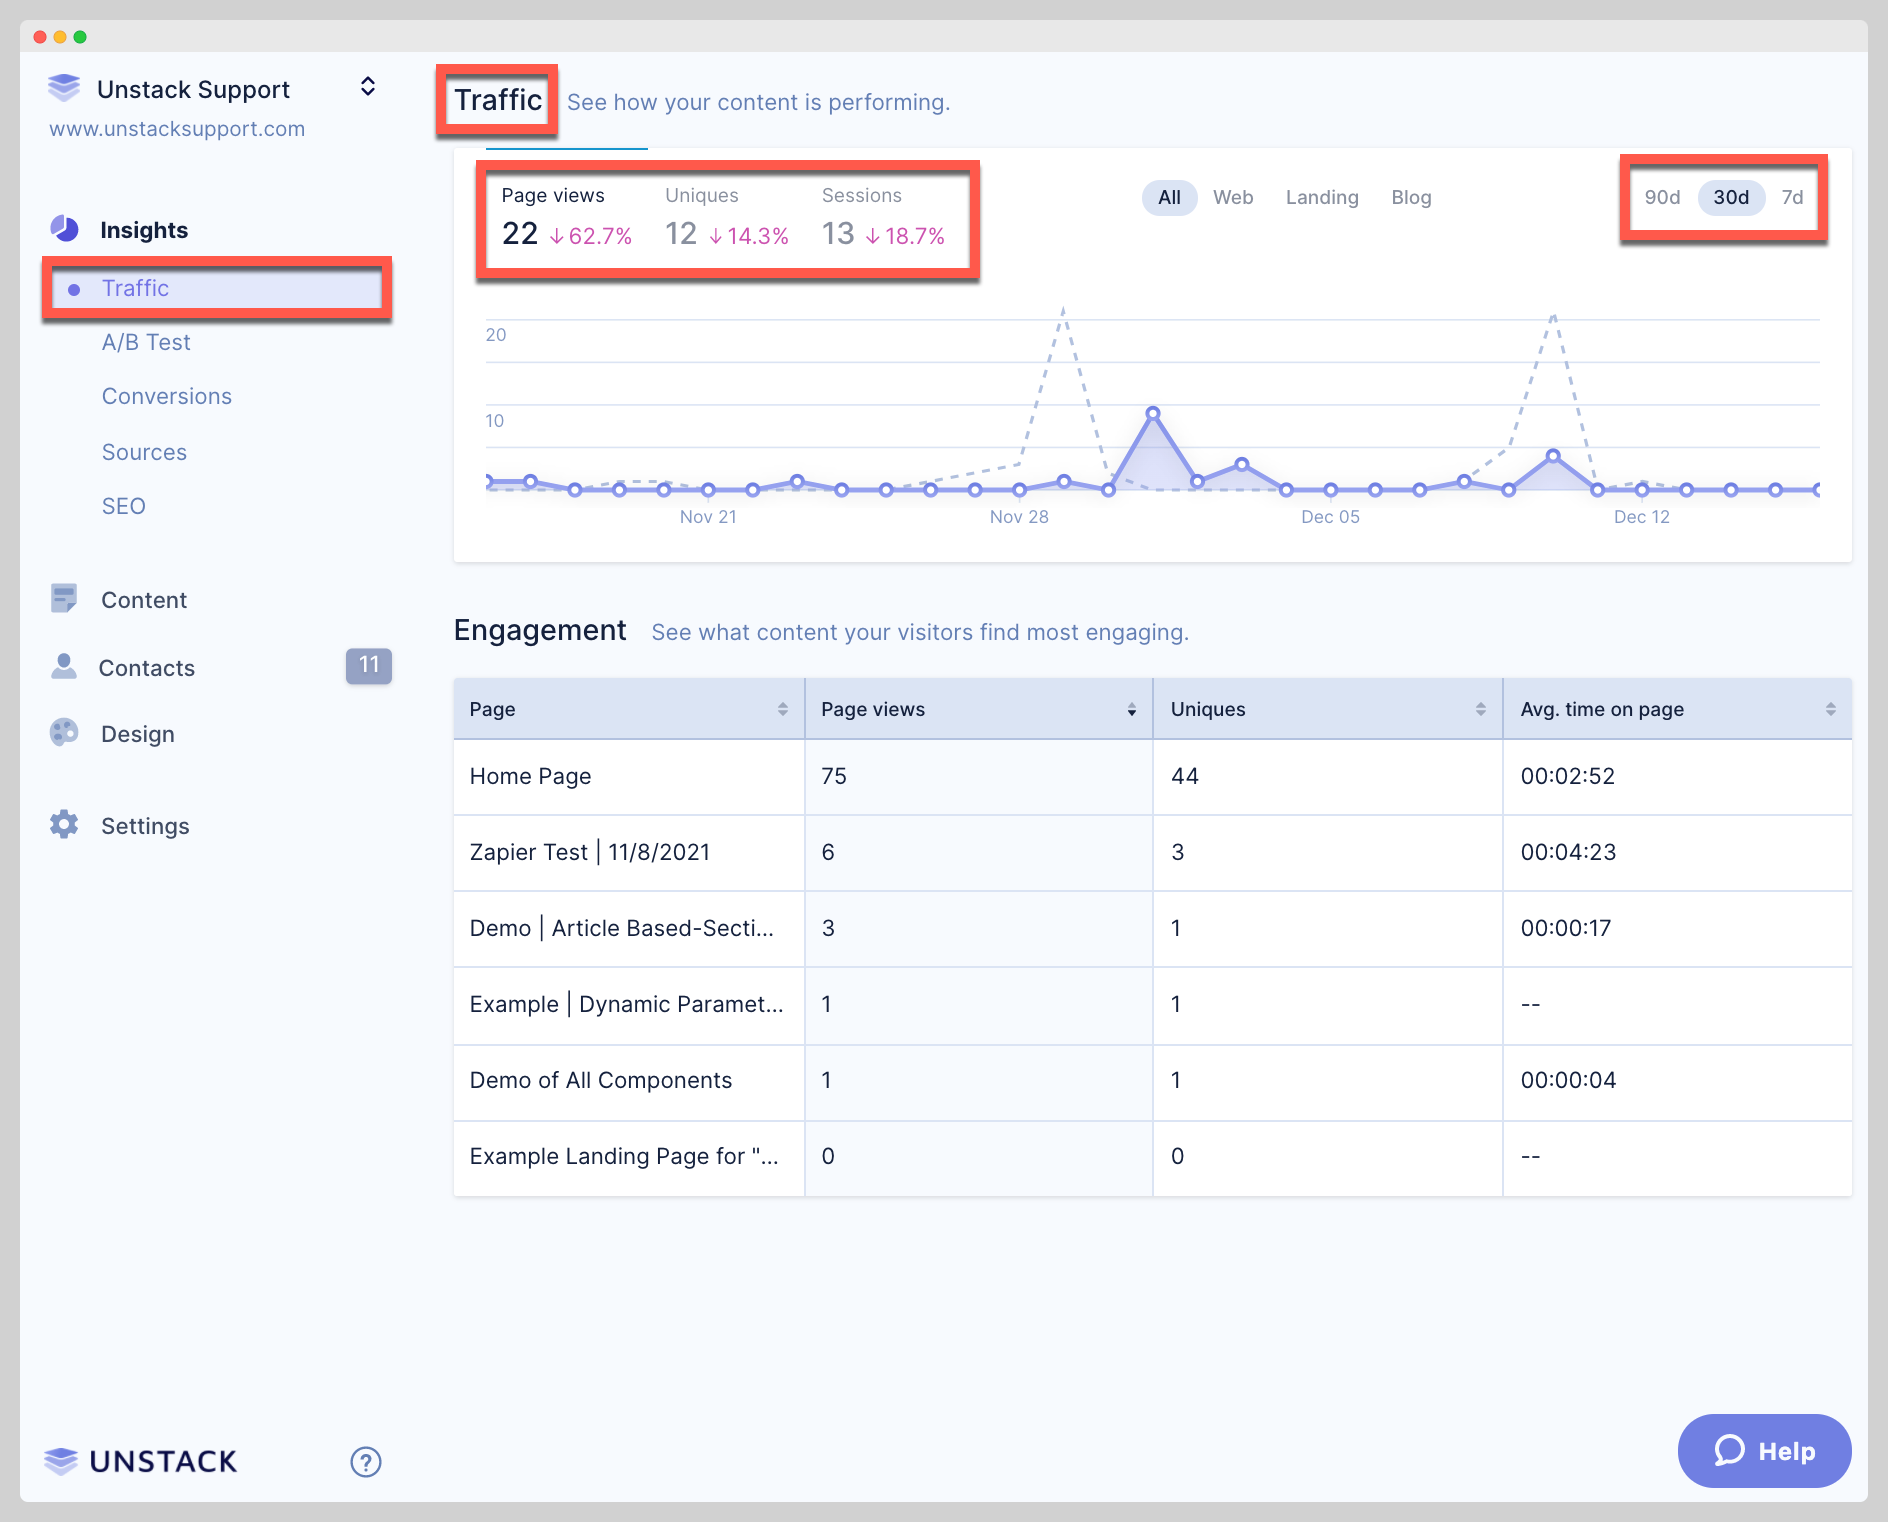 Unstack Support
www.unstacksupport.com
Insights
Traffic
A/B Test
Conversions
Sources
SEO
Content
Contacts 11
Design
Settings
UNSTACK ?
Traffic See how your content is performing.
Page views Uniques Sessions
22 ↓62.7% 12 ↓14.3% 13 ↓18.7%
All Web Landing Blog
90d 30d 7d
20
10
Nov 21 Nov 28 Dec 05 Dec 12
Engagement See what content your visitors find most engaging.
Page Page views Uniques Avg. time on page
Home Page 75 44 00:02:52
Zapier Test | 11/8/2021 6 3 00:04:23
Demo | Article Based-Secti... 3 1 00:00:17
Example | Dynamic Paramet... 1 1 --
Demo of All Components 1 1 00:00:04
Example Landing Page for "... 0 0 --
Help